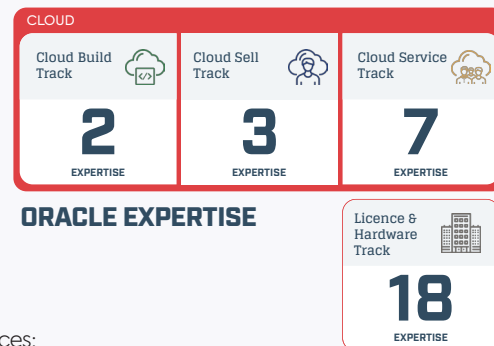 CLOUD
Cloud Build
Track
Cloud Sell
Track
Cloud Service
Track
</>
2
3
7
EXPERTISE
EXPERTISE
EXPERTISE
ORACLE EXPERTISE
Licence &
Hardware
Track
18
EXPERTISE